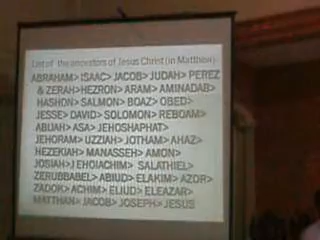 List of the ancestors of Jesus Christ (in Matthew)
ABRAHAM> ISAAC> JACOB> JUDAH> PEREZ
& ZERAH>HEZRON> ARAM> AMINADAB>
HASHON> SALMON> BOAZ> OBED>
JESSE> DAVID> SOLOMON> REBOAM>
ABIJAH> ASA> JEHOSHAPHAT>
JEHORAM> UZZIAH> JOTHAM> AHAZ>
HEZEKIAH> MANASSEH> AMON>
JOSIAH>JEHOIACHIM> SALATHIEL>
ZERUBBABEL> ABIUD> ELAKIM> AZOR>
ZADOK> ACHIM> ELIUD> ELEAZAR>
MATTHAN> JACOB> JOSEPH> JESUS